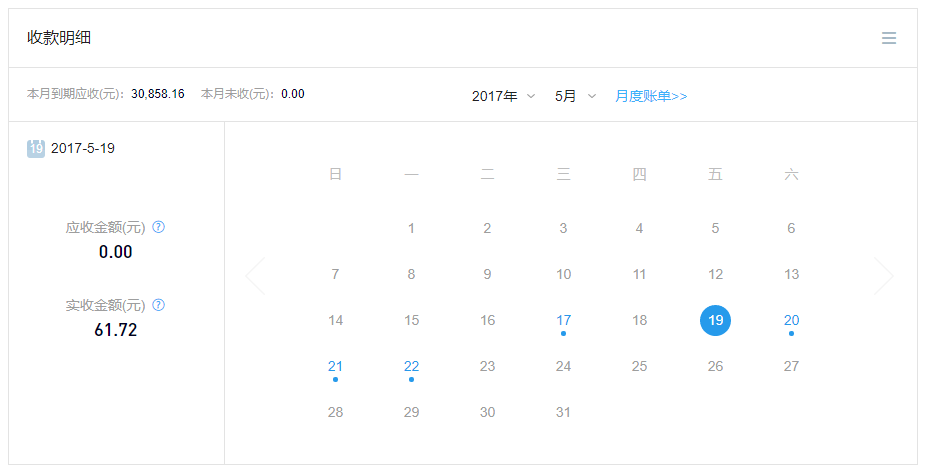 收款明细
本月到期应收(元): 30,858.16 本月未收(元): 0.00 2017年 5月 月度账单>>
19 2017-5-19
日 一 二 三 四 五 六
应收金额(元) ?
0.00
实收金额(元) ?
61.72
1 2 3 4 5 6
7 8 9 10 11 12 13
14 15 16 17 18 19 20
21 22 23 24 25 26 27
28 29 30 31